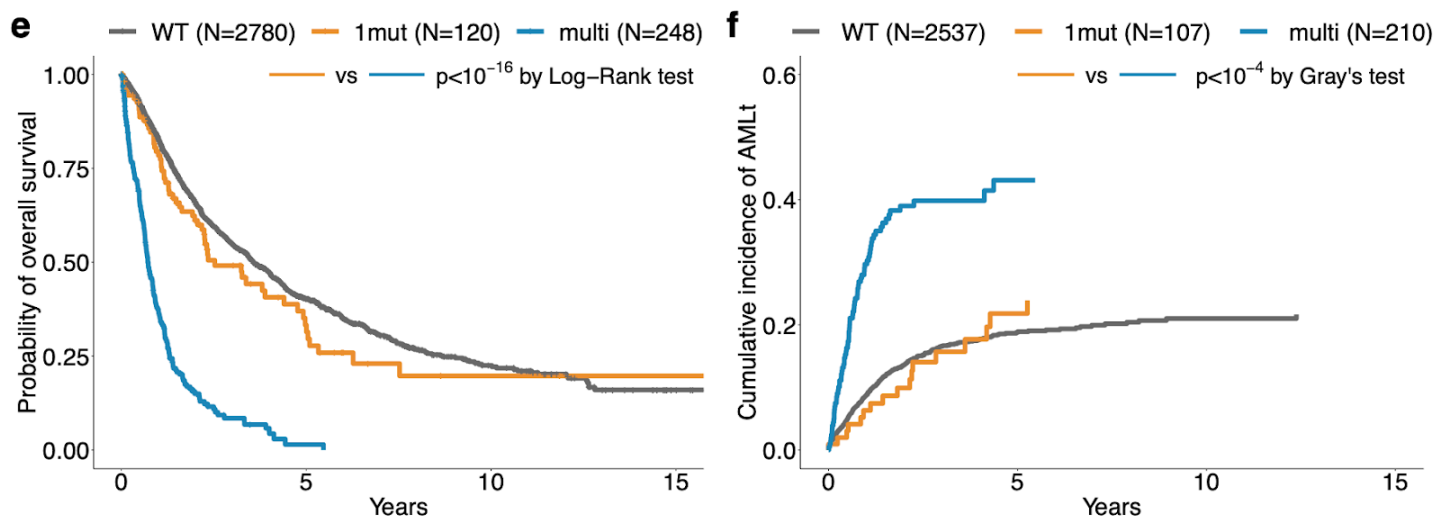 e
WT (N=2780) 1mut (N=120) multi (N=248)
vs p<10⁻¹⁶ by Log−Rank test
Probability of overall survival
1.00
0.75
0.50
0.25
0.00
0 5 10 15
Years
f
WT (N=2537) 1mut (N=107) multi (N=210)
vs p<10⁻⁴ by Gray's test
Cumulative incidence of AMLt
0.6
0.4
0.2
0.0
0 5 10 15
Years